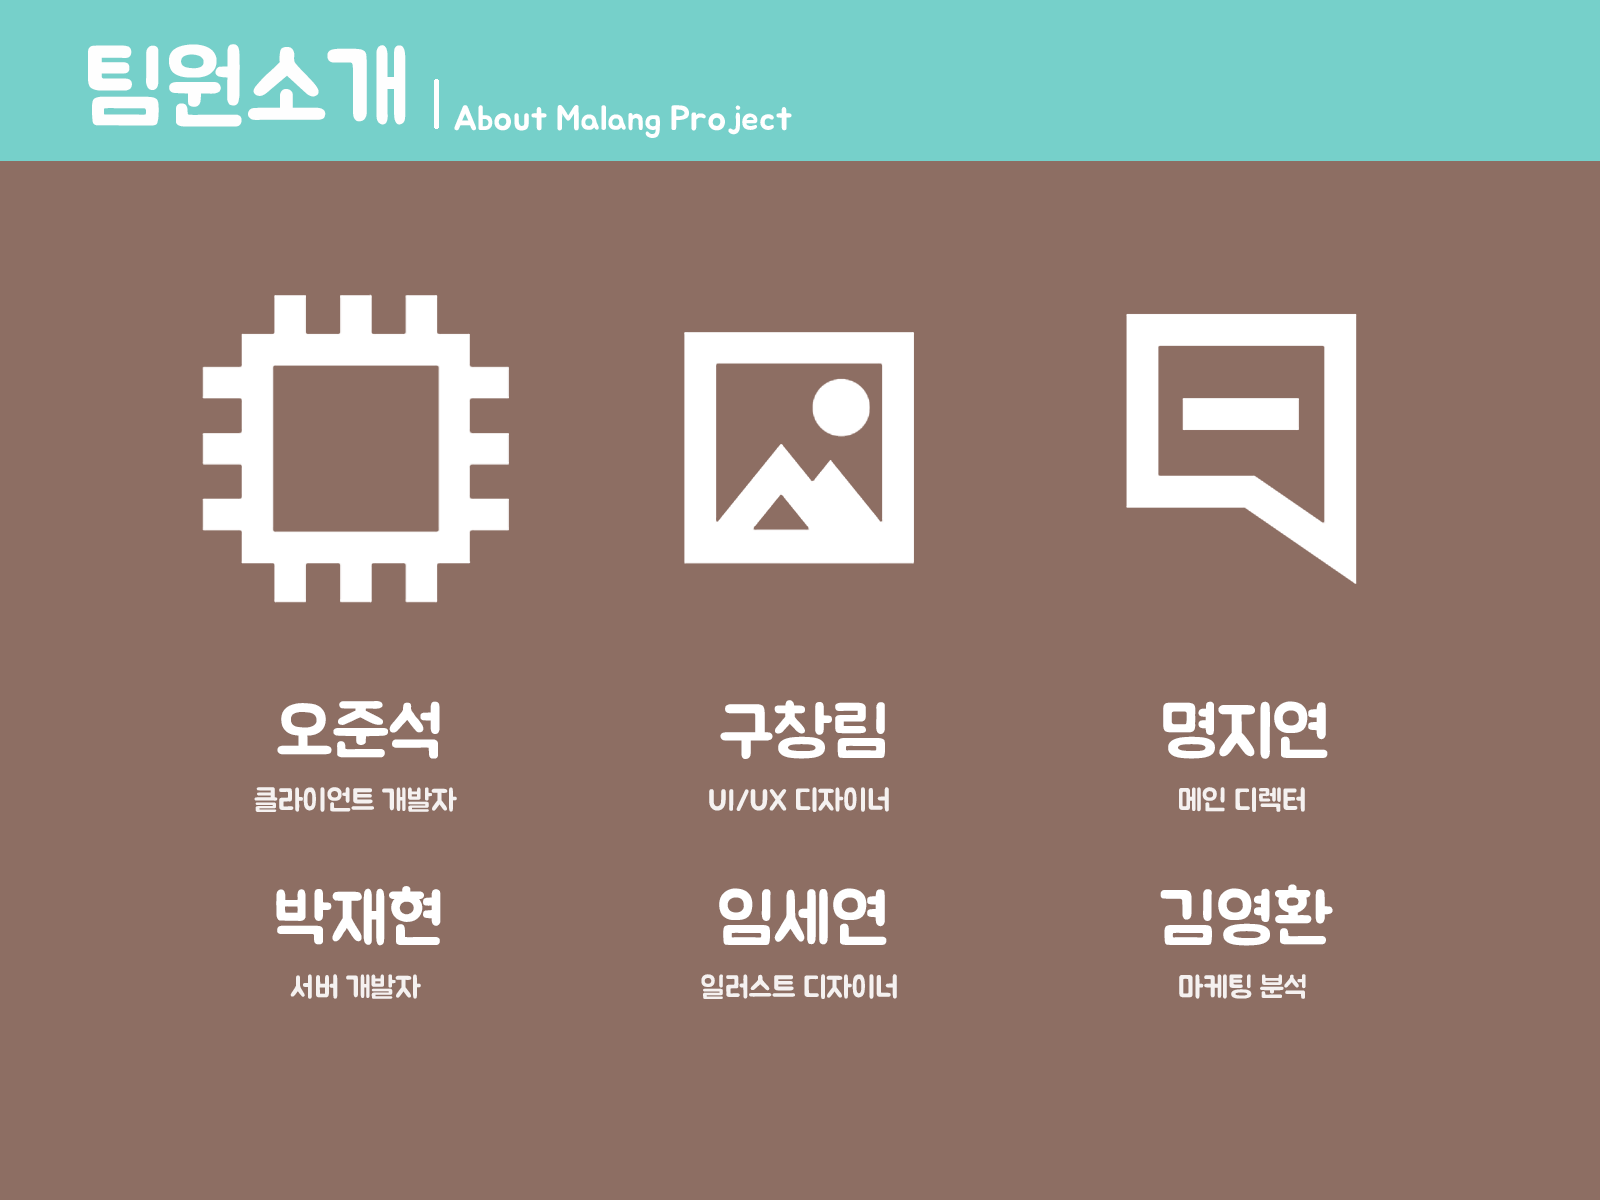 팀원소개
About Malang Project
오준석
클라이언트 개발자
구창림
UI/UX 디자이너
명지연
메인 디렉터
박재현
서버 개발자
임세연
일러스트 디자이너
김영환
마케팅 분석